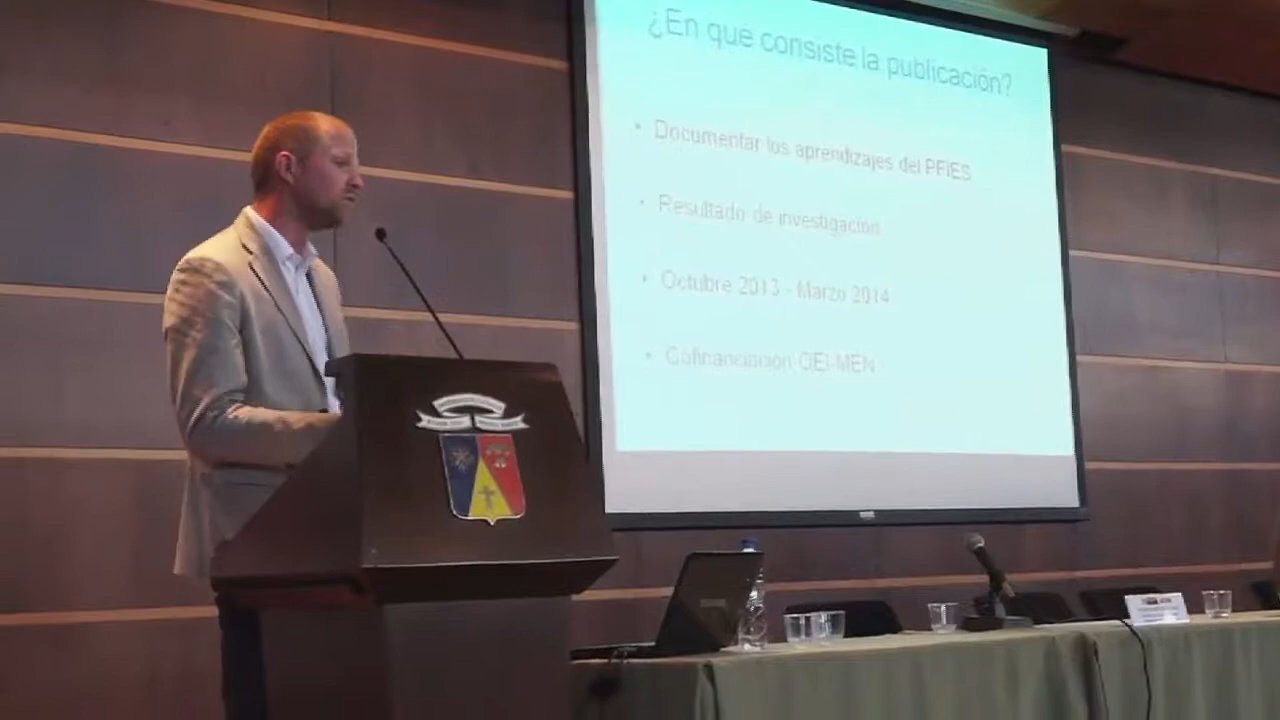 ¿En que consiste la publicación?
• Documentar los aprendizajes del PFIES
• Resultado de investigación
• Octubre 2013 - Marzo 2014
• Cofinanciación OEI-MEN